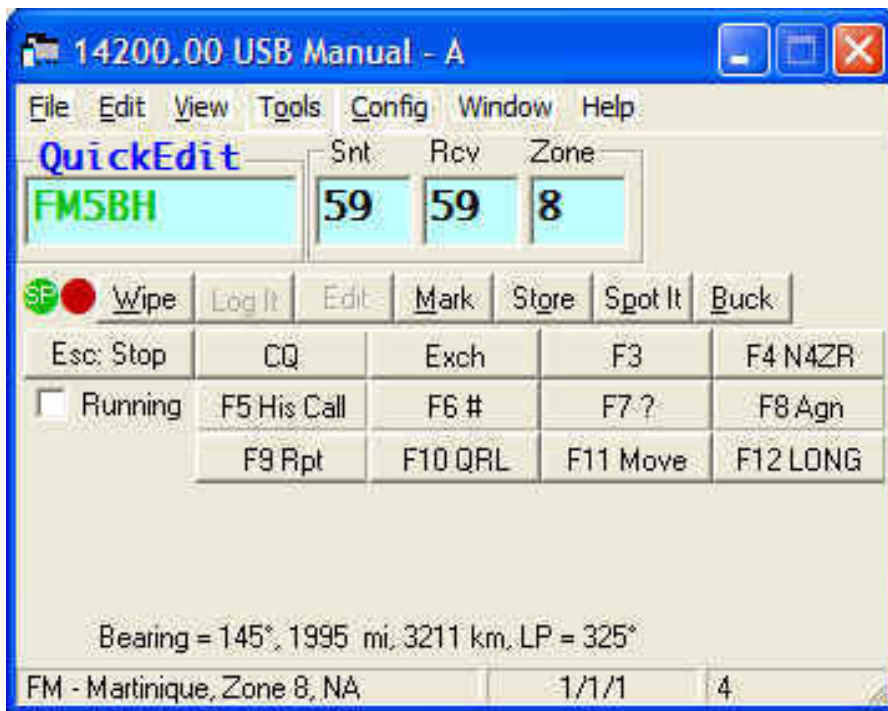 14200.00 USB Manual - A
File Edit View Tools Config Window Help
QuickEdit Snt Rcv Zone
FM5BH 59 59 8
SP Wipe Log It Edit Mark Store Spot It Buck
Esc: Stop CQ Exch F3 F4 N4ZR
Running F5 His Call F6 # F7 ? F8 Agn
F9 Rpt F10 QRL F11 Move F12 LONG
Bearing = 145°, 1995 mi, 3211 km, LP = 325°
FM - Martinique, Zone 8, NA 1/1/1 4